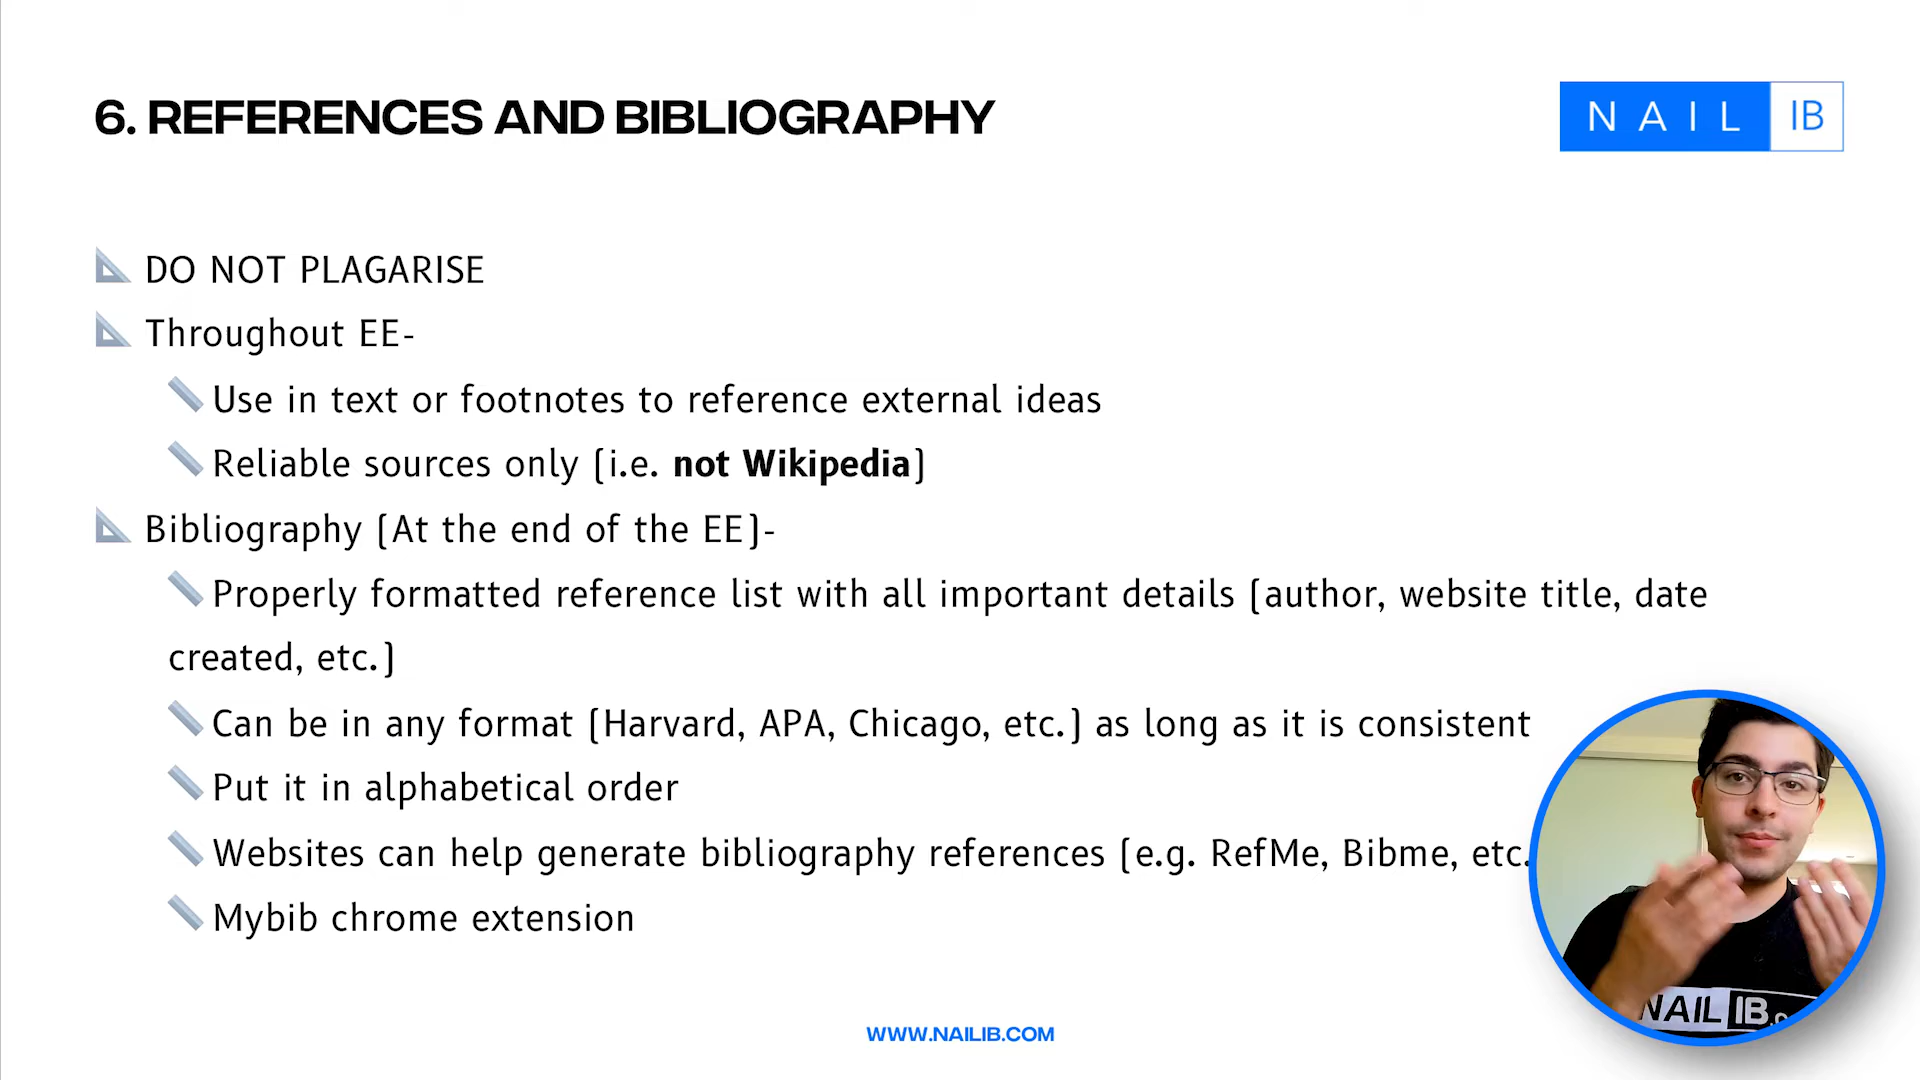 6. REFERENCES AND BIBLIOGRAPHY
NAIL IB
DO NOT PLAGARISE
Throughout EE-
Use in text or footnotes to reference external ideas
Reliable sources only (i.e. not Wikipedia)
Bibliography (At the end of the EE)-
Properly formatted reference list with all important details (author, website title, date
created, etc.)
Can be in any format (Harvard, APA, Chicago, etc.) as long as it is consistent
Put it in alphabetical order
Websites can help generate bibliography references (e.g. RefMe, Bibme, etc.
Mybib chrome extension
NAIL IB
WWW.NAILIB.COM